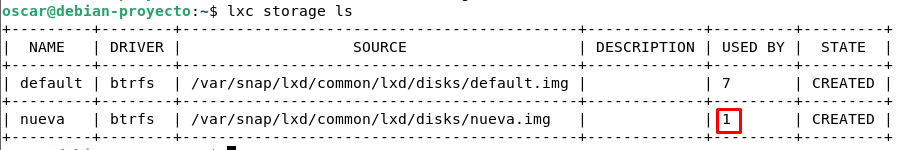 oscar@debian-proyecto:~$ lxc storage ls
+---------+--------+--------------------------------------------+-------------+---------+---------+
|  NAME   | DRIVER |                   SOURCE                   | DESCRIPTION | USED BY |  STATE  |
+---------+--------+--------------------------------------------+-------------+---------+---------+
| default | btrfs  | /var/snap/lxd/common/lxd/disks/default.img |             | 7       | CREATED |
+---------+--------+--------------------------------------------+-------------+---------+---------+
| nueva   | btrfs  | /var/snap/lxd/common/lxd/disks/nueva.img   |             | 1       | CREATED |
+---------+--------+--------------------------------------------+-------------+---------+---------+